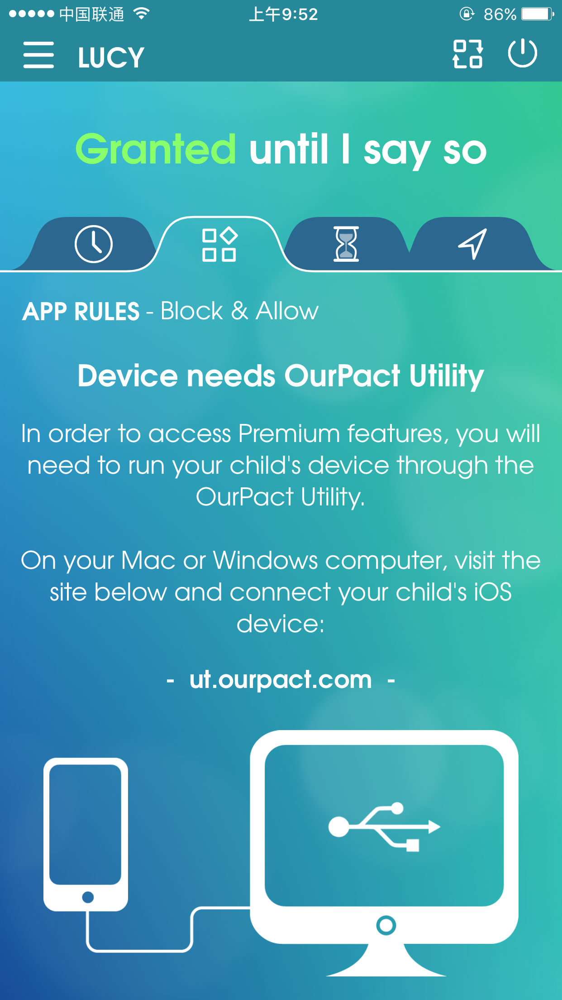 中国联通 上午9:52 86%
LUCY
Granted until I say so
APP RULES - Block & Allow
Device needs OurPact Utility
In order to access Premium features, you will
need to run your child's device through the
OurPact Utility.
On your Mac or Windows computer, visit the
site below and connect your child's iOS
device:
- ut.ourpact.com -